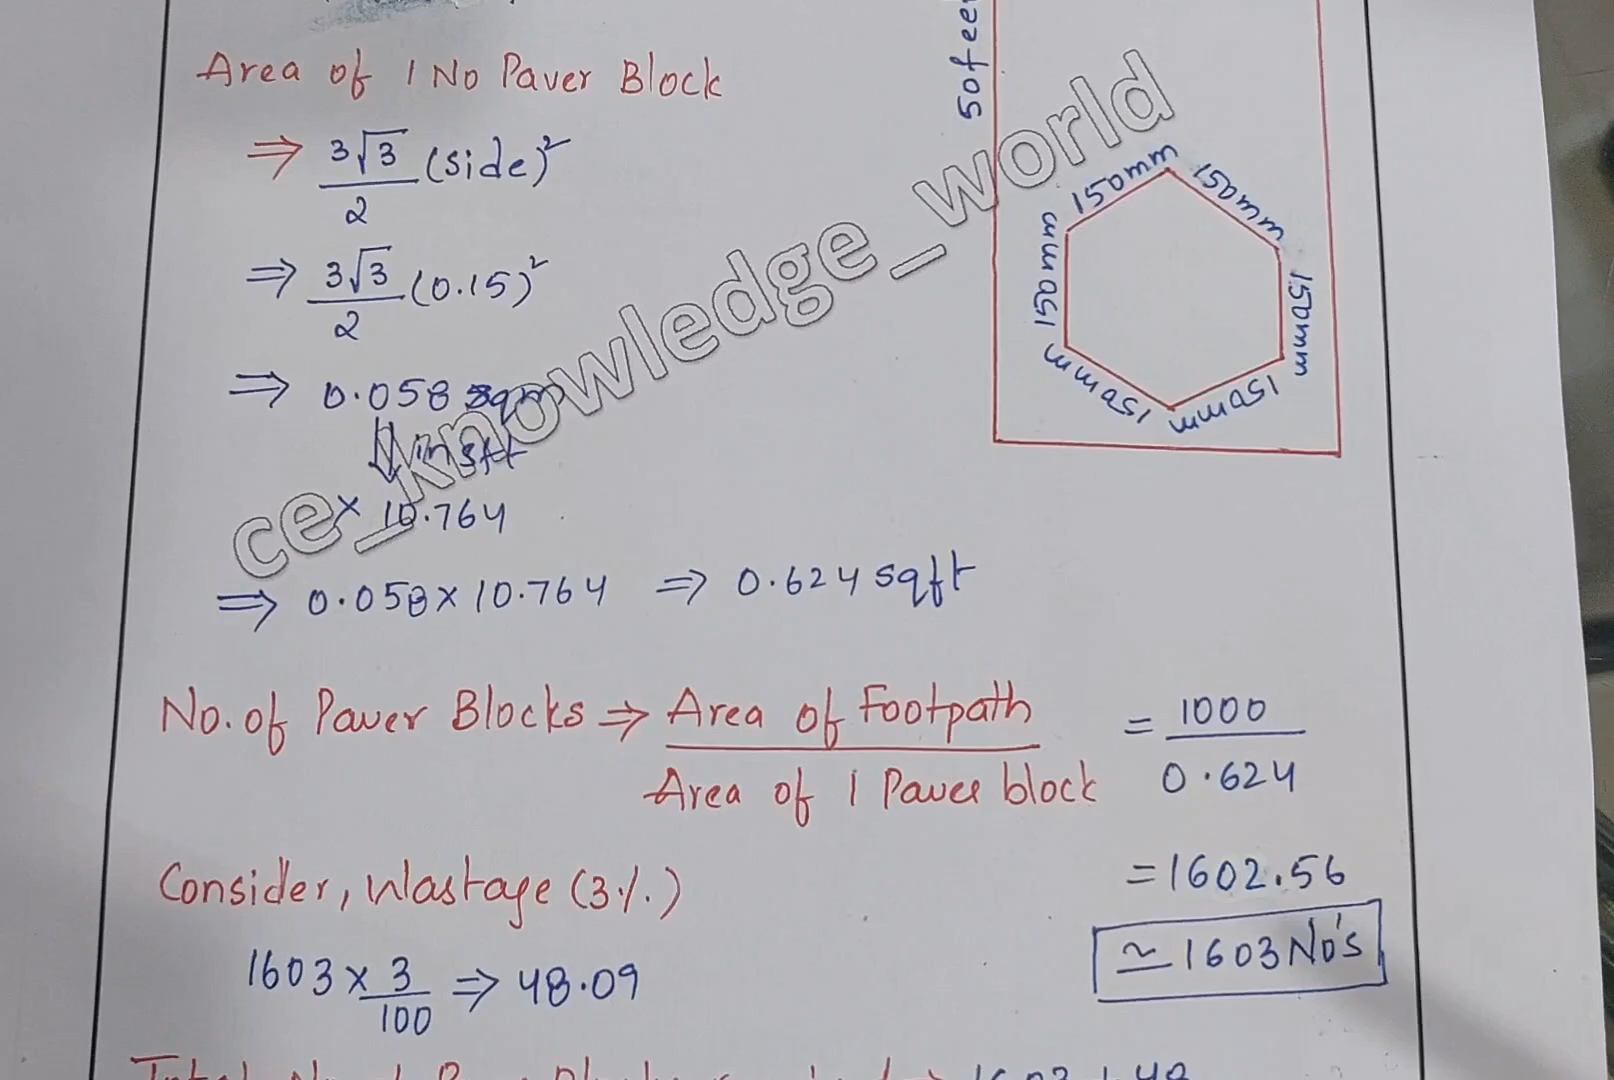 50feet
Area of 1 No Paver Block
⇒ 3√3/2 (side)²
⇒ 3√3/2 (0.15)²
⇒ 0.058 sqm
in sft
× 10.764
⇒ 0.058 × 10.764 ⇒ 0.624 sqft
150mm
150mm
150mm
150mm
150mm
150mm
ce_knowledge_world
No. of Paver Blocks ⇒ Area of Footpath / Area of 1 Paver block = 1000/0.624
= 1602.56
≃ 1603 No's
Consider, Wastage (3%.)
1603 × 3/100 ⇒ 48.09